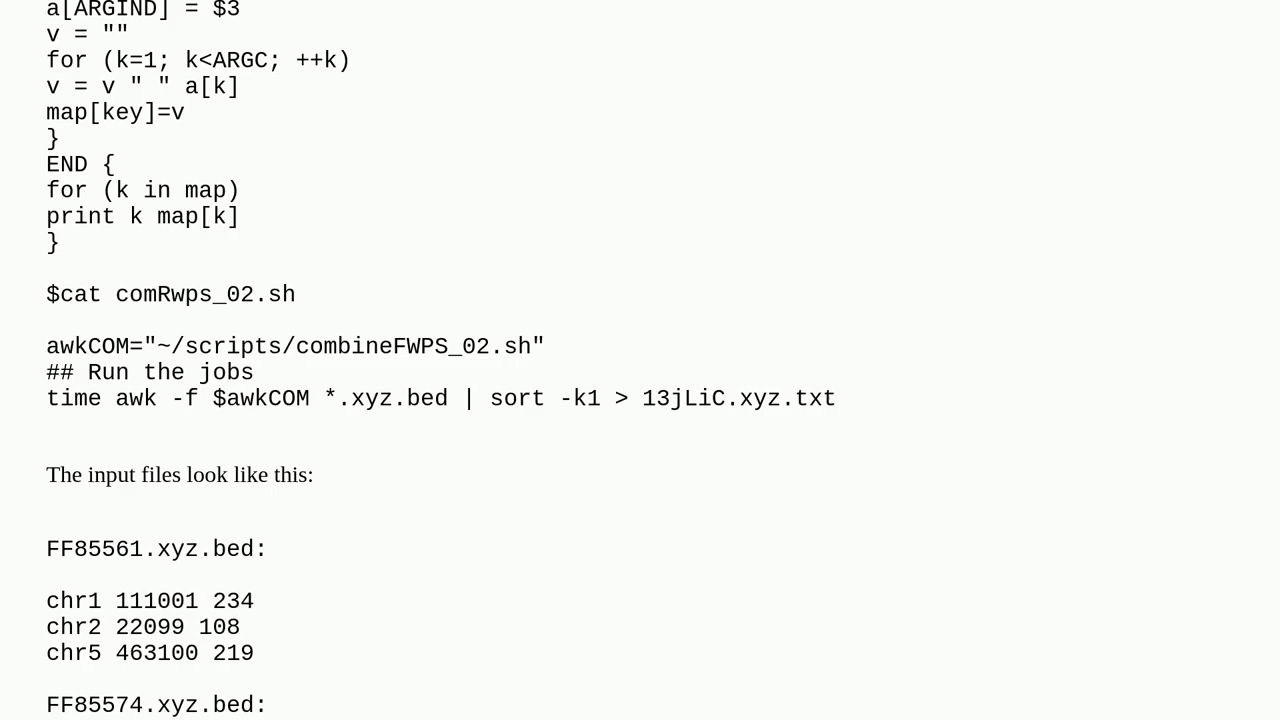 a[ARGIND] = $3
v = ""
for (k=1; k<ARGC; ++k)
v = v " " a[k]
map[key]=v
}
END {
for (k in map)
print k map[k]
}
$cat comRwps_02.sh
awkCOM="~/scripts/combineFWPS_02.sh"
## Run the jobs
time awk -f $awkCOM *.xyz.bed | sort -k1 > 13jLiC.xyz.txt
The input files look like this:
FF85561.xyz.bed:
chr1 111001 234
chr2 22099 108
chr5 463100 219
FF85574.xyz.bed: